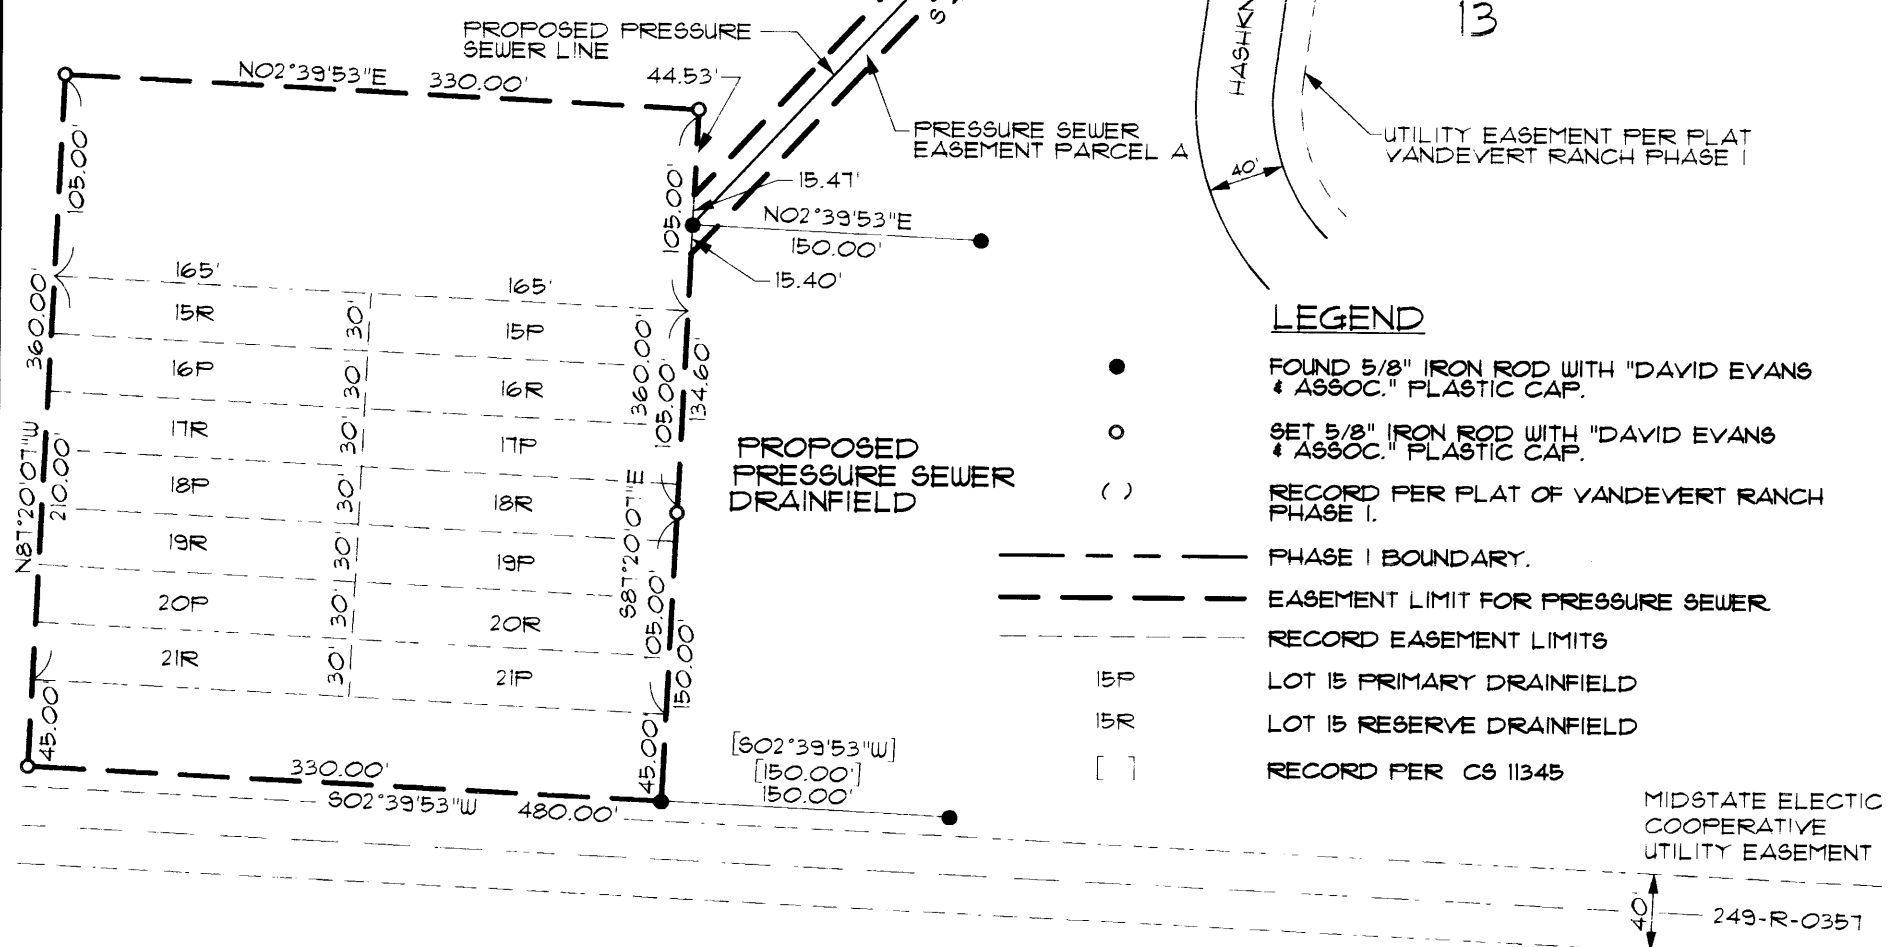 PROPOSED PRESSURE
SEWER LINE
13
N02°39'53"E 330.00'
44.53'
PRESSURE SEWER
EASEMENT PARCEL A
UTILITY EASEMENT PER PLAT
VANDEVERT RANCH PHASE 1
40'
105.00'
105.00'
15.47'
N02°39'53"E
150.00'
15.40'
165'
165'
15R
30'
15P
16P
30'
16R
17R
30'
17P
18P
30'
18R
19R
30'
19P
20P
30'
20R
21R
30'
21P
360.00'
N87°20'07"W
210.00'
45.00'
360.00'
105.00'
134.60'
S87°20'07"E
105.00'
150.00'
45.00'
PROPOSED
PRESSURE SEWER
DRAINFIELD
330.00'
S02°39'53"W 480.00'
[S02°39'53"W]
[150.00']
150.00'
LEGEND
FOUND 5/8" IRON ROD WITH "DAVID EVANS
& ASSOC." PLASTIC CAP.
SET 5/8" IRON ROD WITH "DAVID EVANS
& ASSOC." PLASTIC CAP.
( ) RECORD PER PLAT OF VANDEVERT RANCH
PHASE 1.
PHASE 1 BOUNDARY.
EASEMENT LIMIT FOR PRESSURE SEWER
RECORD EASEMENT LIMITS
15P LOT 15 PRIMARY DRAINFIELD
15R LOT 15 RESERVE DRAINFIELD
[ ] RECORD PER CS 11345
MIDSTATE ELECTIC
COOPERATIVE
UTILITY EASEMENT
40'
249-R-0357